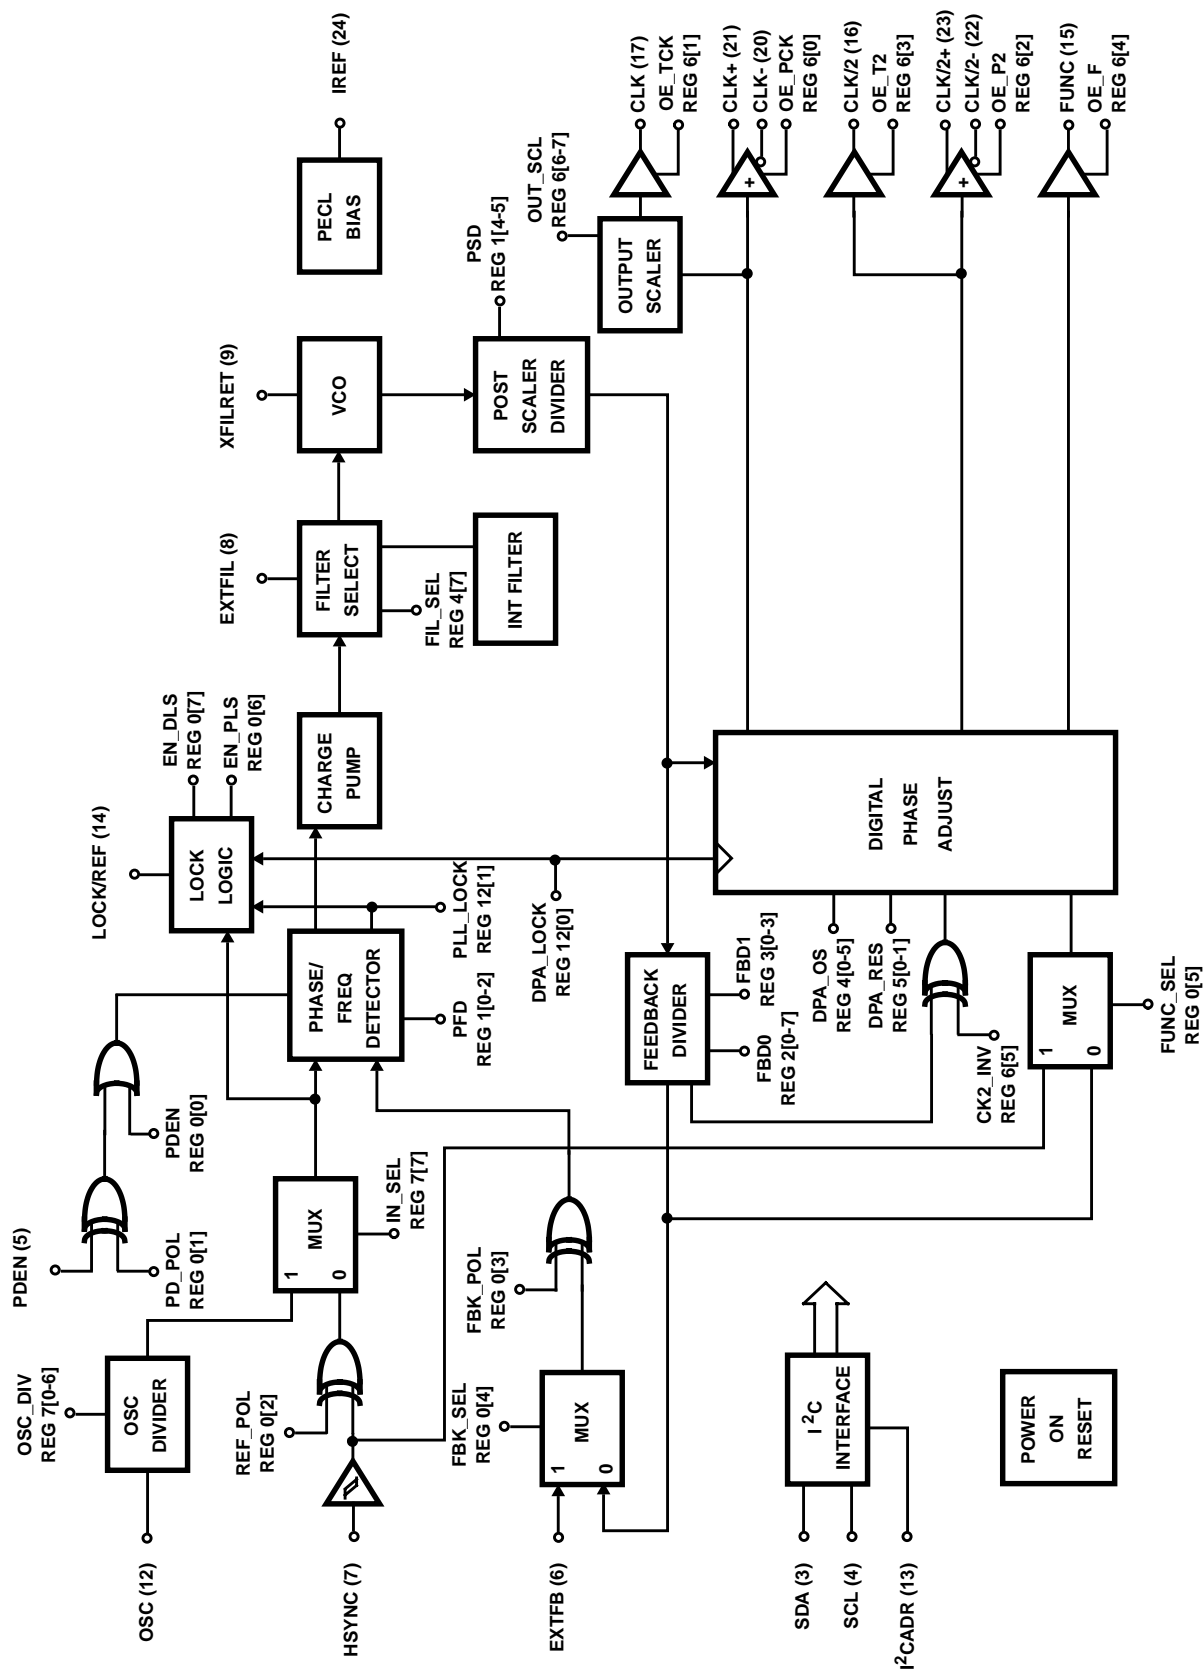 OSC (12)
OSC_DIV
REG 7[0-6]
OSC
DIVIDER
PDEN (5)
PD_POL
REG 0[1]
PDEN
REG 0[0]
LOCK/REF (14)
LOCK
LOGIC
EN_DLS
REG 0[7]
EN_PLS
REG 0[6]
EXTFIL (8)
XFILRET (9)
IREF (24)
PECL
BIAS
HSYNC (7)
REF_POL
REG 0[2]
MUX
1
0
IN_SEL
REG 7[7]
PHASE/
FREQ
DETECTOR
PFD
REG 1[0-2]
PLL_LOCK
REG 12[1]
CHARGE
PUMP
FILTER
SELECT
FIL_SEL
REG 4[7]
INT FILTER
VCO
POST
SCALER
DIVIDER
PSD
REG 1[4-5]
EXTFB (6)
FBK_SEL
REG 0[4]
MUX
1
0
FBK_POL
REG 0[3]
DPA_LOCK
REG 12[0]
FEEDBACK
DIVIDER
FBD0
REG 2[0-7]
FBD1
REG 3[0-3]
OUT_SCL
REG 6[6-7]
OUTPUT
SCALER
CLK (17)
OE_TCK
REG 6[1]
CLK+ (21)
CLK- (20)
OE_PCK
REG 6[0]
+
CLK/2 (16)
OE_T2
REG 6[3]
CLK/2+ (23)
CLK/2- (22)
OE_P2
REG 6[2]
+
FUNC (15)
OE_F
REG 6[4]
DIGITAL
PHASE
ADJUST
DPA_OS
REG 4[0-5]
DPA_RES
REG 5[0-1]
CK2_INV
REG 6[5]
MUX
1
0
FUNC_SEL
REG 0[5]
SDA (3)
SCL (4)
I²CADR (13)
I²C
INTERFACE
POWER
ON
RESET